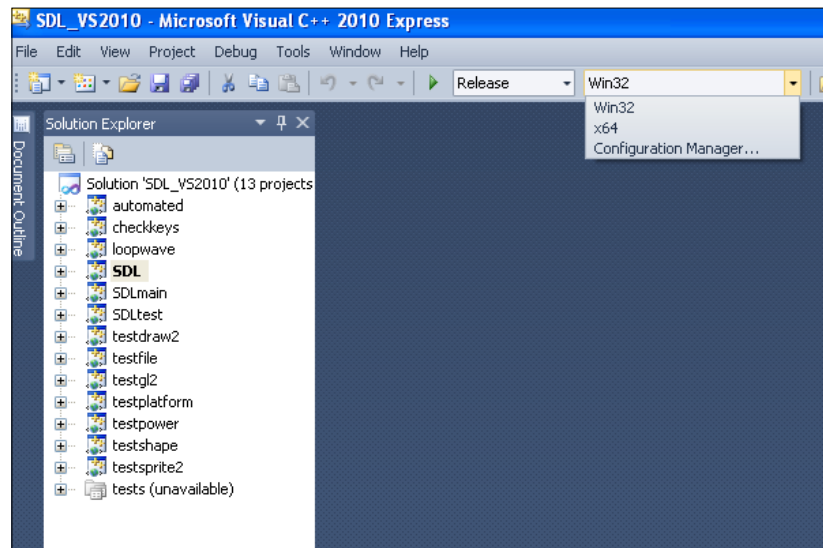 SDL_VS2010 - Microsoft Visual C++ 2010 Express
File Edit View Project Debug Tools Window Help
Release Win32
Win32
x64
Configuration Manager...
Document Outline
Solution Explorer
Solution 'SDL_VS2010' (13 projects
automated
checkkeys
loopwave
SDL
SDLmain
SDLtest
testdraw2
testfile
testgl2
testplatform
testpower
testshape
testsprite2
tests (unavailable)